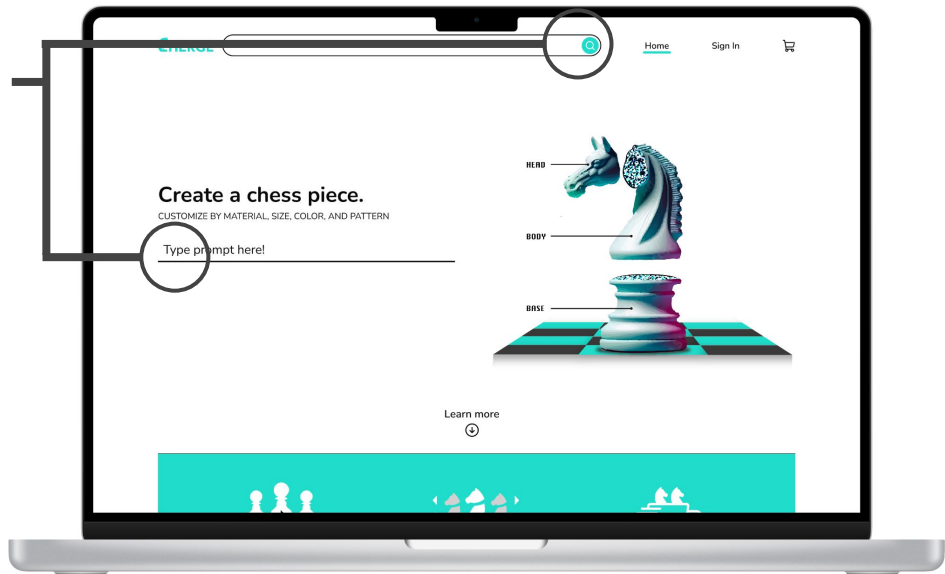 Home
Sign In
HEAD
Create a chess piece.
CUSTOMIZE BY MATERIAL, SIZE, COLOR, AND PATTERN
BODY
Type prompt here!
BASE
Learn more